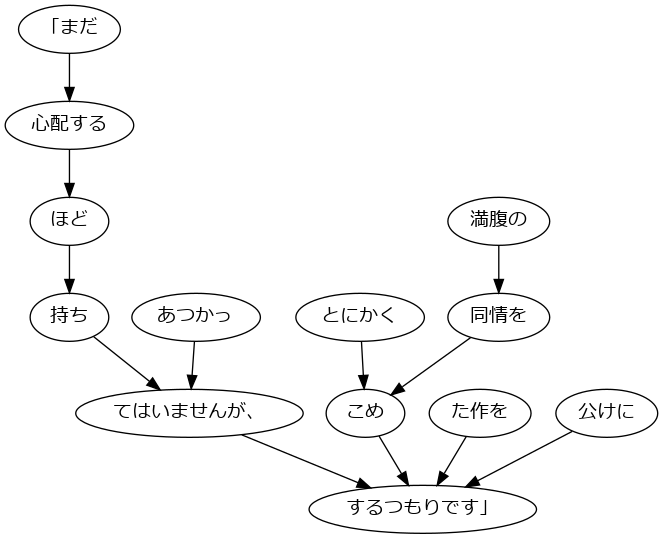 「まだ
心配する
ほど
満腹の
持ち
あつかっ
とにかく
同情を
てはいませんが、
こめ
た作を
公けに
するつもりです」